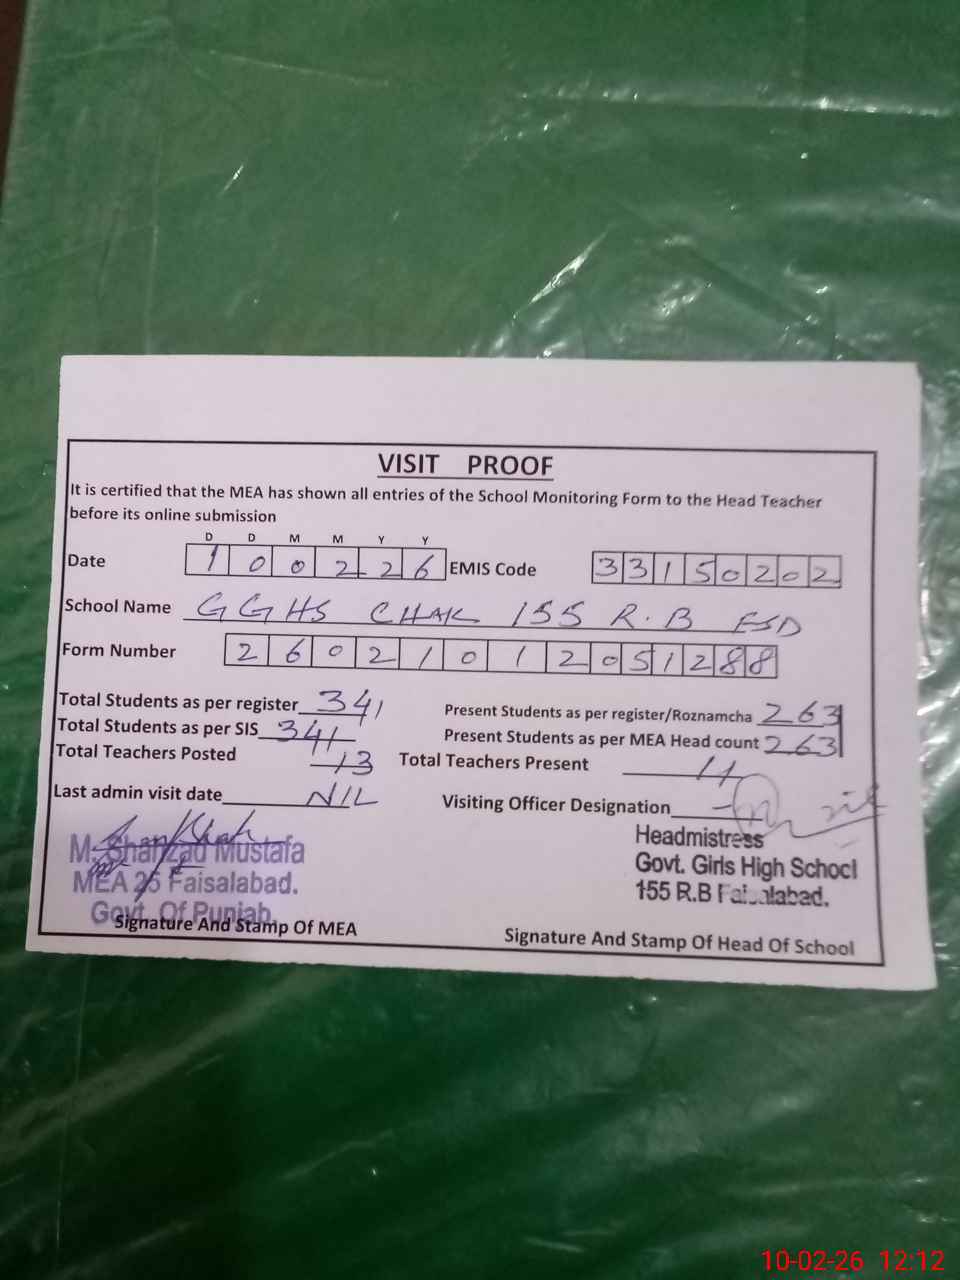 VISIT PROOF
It is certified that the MEA has shown all entries of the School Monitoring Form to the Head Teacher
before its online submission
D D M M Y Y
Date 1 0 0 2 2 6 EMIS Code 3 3 1 5 0 2 0 2
School Name GGHS CHAK 155 R.B FSD
Form Number 2 6 0 2 1 0 1 2 0 5 1 2 8 8
Total Students as per register 341 Present Students as per register/Roznamcha 263
Total Students as per SIS 341 Present Students as per MEA Head count 263
Total Teachers Posted 13 Total Teachers Present 11
Last admin visit date NIL Visiting Officer Designation nil
M. Shahzad Mustafa
MEA 25 Faisalabad.
Govt. Of Punjab.
Signature And Stamp Of MEA
Headmistress
Govt. Girls High School
155 R.B Faisalabad.
Signature And Stamp Of Head Of School
10-02-26 12:12